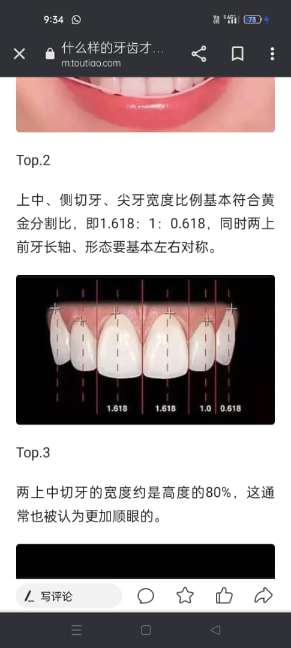 9:34
73
什么样的牙齿才...
m.toutiao.com
Top.2
上中、侧切牙、尖牙宽度比例基本符合黄
金分割比，即1.618：1：0.618，同时两上
前牙长轴、形态要基本左右对称。
1.618 1.618 1.0 0.618
Top.3
两上中切牙的宽度约是高度的80%，这通
常也被认为更加顺眼的。
写评论